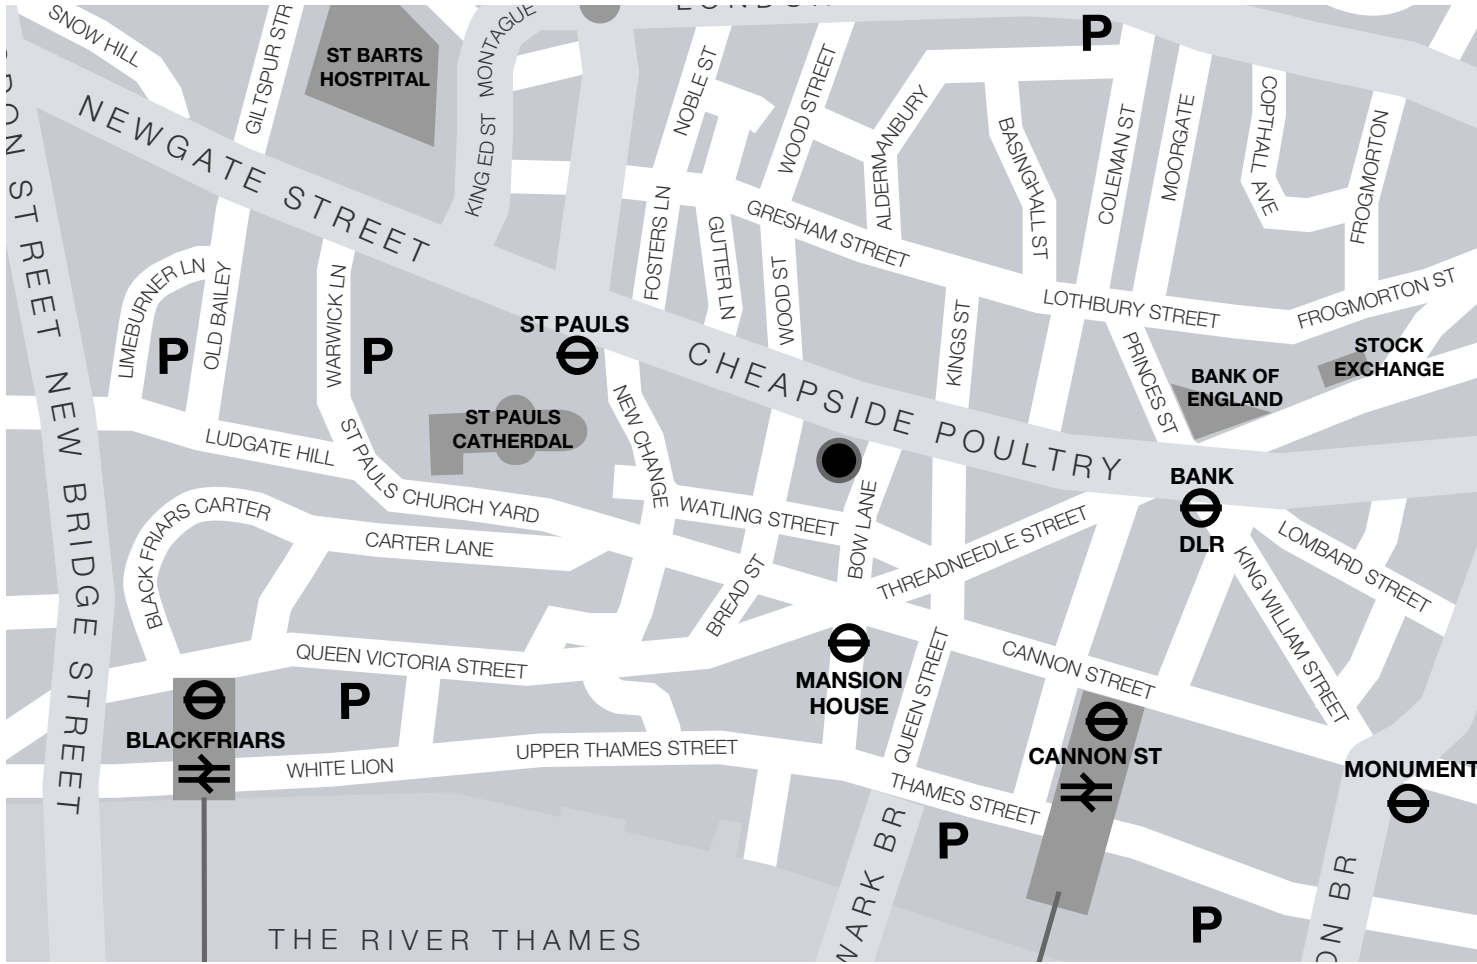 SNOW HILL
GILTSPUR STR
ST BARTS
HOSTPITAL
MONTAGUE
KING ED ST
NOBLE ST
WOOD STREET
P
ALDERMANBURY
BASINGHALL ST
COLEMAN ST
MOORGATE
COPTHALL AVE
FROGMORTON
NEWGATE STREET
STREET
FOSTERS LN
GUTTER LN
GRESHAM STREET
WOOD ST
LIMEBURNER LN
OLD BAILEY
WARWICK LN
P
P
ST PAULS
CHEAPSIDE
POULTRY
KINGS ST
LOTHBURY STREET
FROGMORTON ST
PRINCES ST
BANK OF
ENGLAND
STOCK
EXCHANGE
NEW BRIDGE STREET
LUDGATE HILL
ST PAULS CHURCH YARD
ST PAULS
CATHERDAL
NEW CHANGE
WATLING STREET
BOW LANE
THREADNEEDLE STREET
BANK
DLR
LOMBARD STREET
KING WILLIAM STREET
BLACK FRIARS CARTER
CARTER LANE
BREAD ST
QUEEN VICTORIA STREET
MANSION
HOUSE
QUEEN STREET
CANNON STREET
P
BLACKFRIARS
WHITE LION
UPPER THAMES STREET
THAMES STREET
CANNON ST
MONUMENT
P
P
WARK BR
ON BR
THE RIVER THAMES